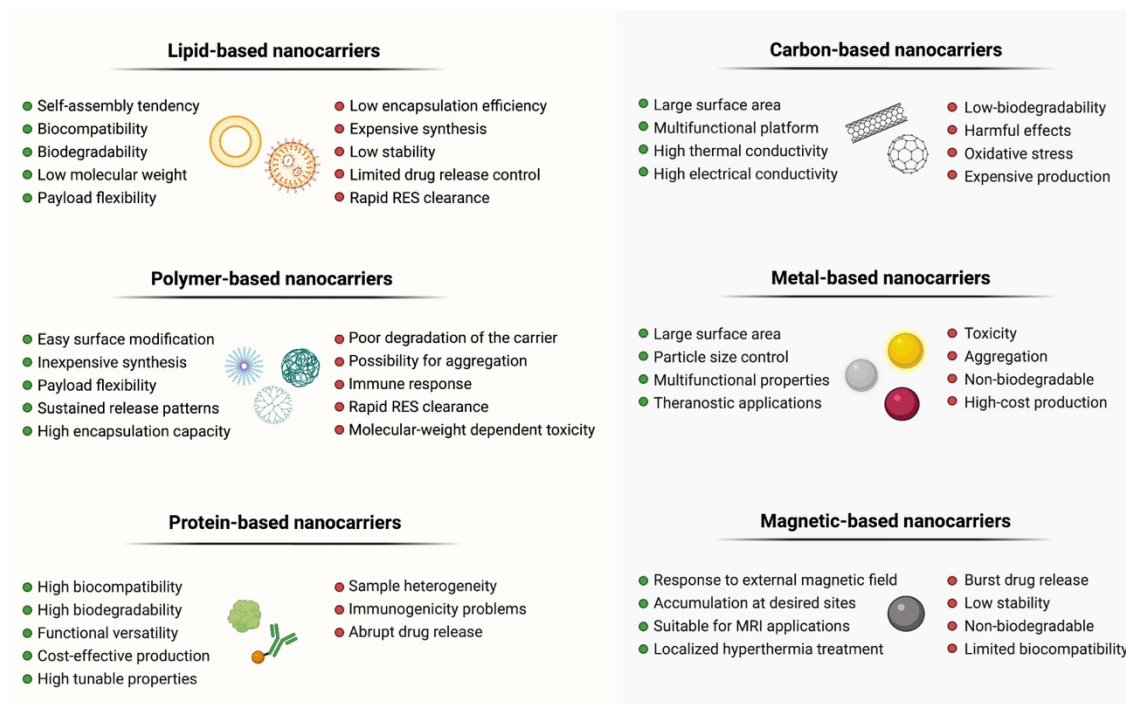 Lipid-based nanocarriers
Self-assembly tendency
Biocompatibility
Biodegradability
Low molecular weight
Payload flexibility
Low encapsulation efficiency
Expensive synthesis
Low stability
Limited drug release control
Rapid RES clearance
Polymer-based nanocarriers
Easy surface modification
Inexpensive synthesis
Payload flexibility
Sustained release patterns
High encapsulation capacity
Poor degradation of the carrier
Possibility for aggregation
Immune response
Rapid RES clearance
Molecular-weight dependent toxicity
Protein-based nanocarriers
High biocompatibility
High biodegradability
Functional versatility
Cost-effective production
High tunable properties
Sample heterogeneity
Immunogenicity problems
Abrupt drug release
Carbon-based nanocarriers
Large surface area
Multifunctional platform
High thermal conductivity
High electrical conductivity
Low-biodegradability
Harmful effects
Oxidative stress
Expensive production
Metal-based nanocarriers
Large surface area
Particle size control
Multifunctional properties
Theranostic applications
Toxicity
Aggregation
Non-biodegradable
High-cost production
Magnetic-based nanocarriers
Response to external magnetic field
Accumulation at desired sites
Suitable for MRI applications
Localized hyperthermia treatment
Burst drug release
Low stability
Non-biodegradable
Limited biocompatibility